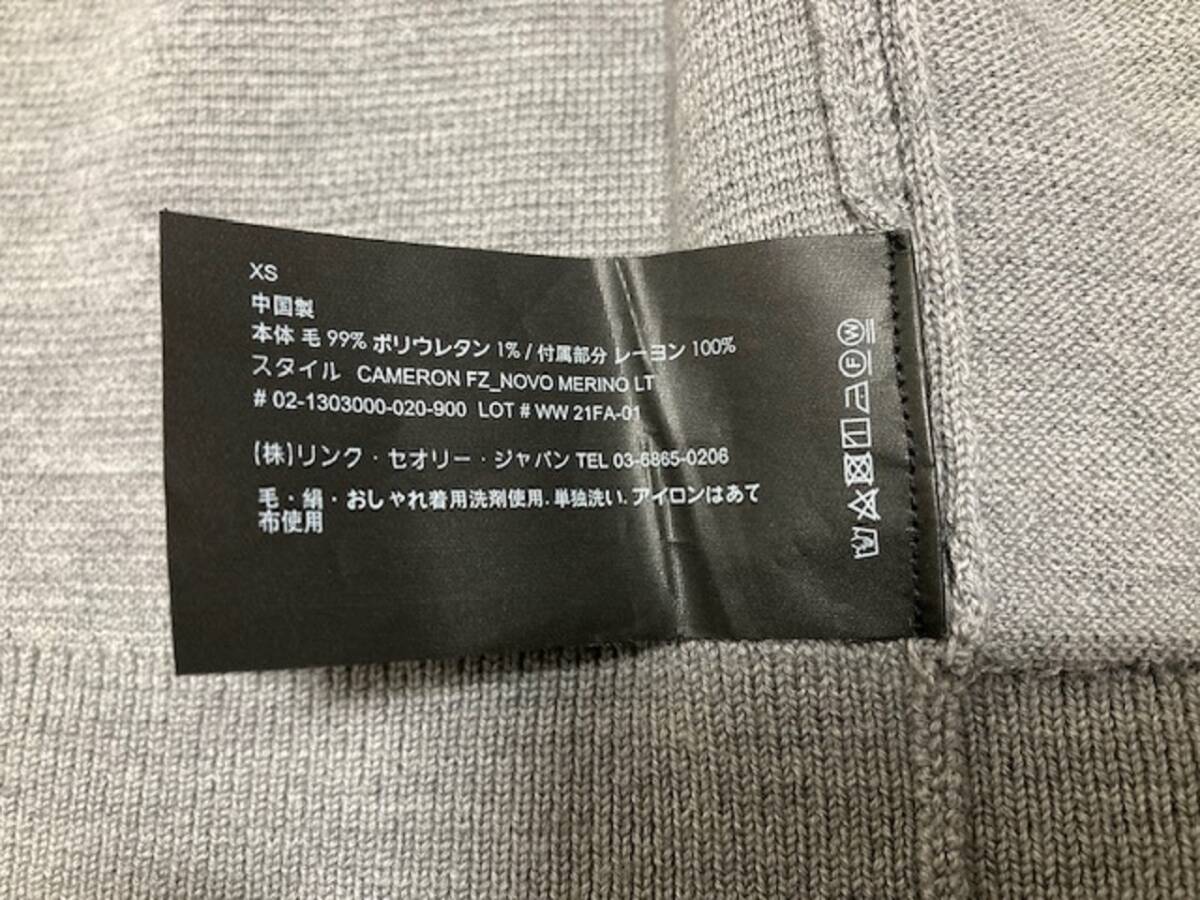 XS
中国製
本体 毛 99% ポリウレタン 1% / 付属部分 レーヨン 100%
スタイル CAMERON FZ_NOVO MERINO LT
# 02-1303000-020-900 LOT # WW 21FA-01
(株)リンク・セオリー・ジャパン TEL 03-6865-0206
毛・絹・おしゃれ着用洗剤使用. 単独洗い. アイロンはあて
布使用
W
F